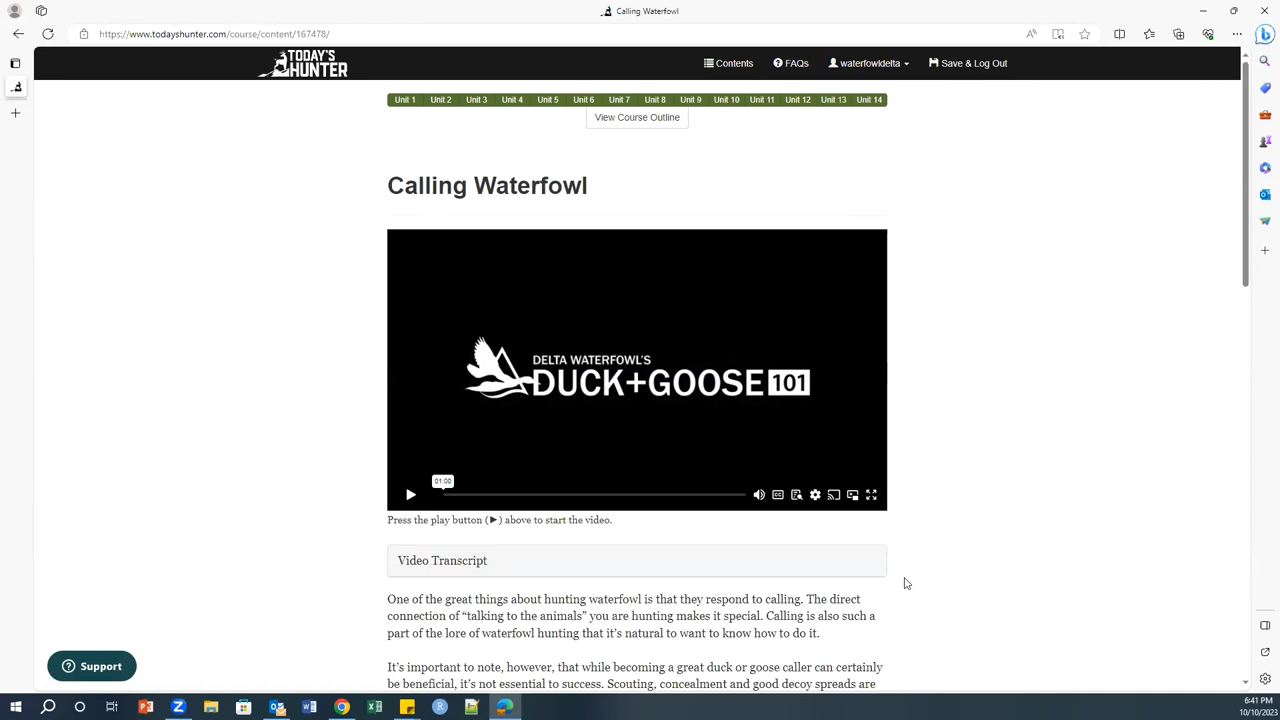 Calling Waterfowl
https://www.todayshunter.com/course/content/167478/
TODAY'S HUNTER
Contents FAQs waterfowldelta Save & Log Out
Unit 1 Unit 2 Unit 3 Unit 4 Unit 5 Unit 6 Unit 7 Unit 8 Unit 9 Unit 10 Unit 11 Unit 12 Unit 13 Unit 14
View Course Outline
Calling Waterfowl
DELTA WATERFOWL'S
DUCK+GOOSE 101
01:00
CC
Press the play button (►) above to start the video.
Video Transcript
One of the great things about hunting waterfowl is that they respond to calling. The direct
connection of “talking to the animals” you are hunting makes it special. Calling is also such a
part of the lore of waterfowl hunting that it’s natural to want to know how to do it.
It’s important to note, however, that while becoming a great duck or goose caller can certainly
be beneficial, it’s not essential to success. Scouting, concealment and good decoy spreads are
Support
6:41 PM
10/10/2023